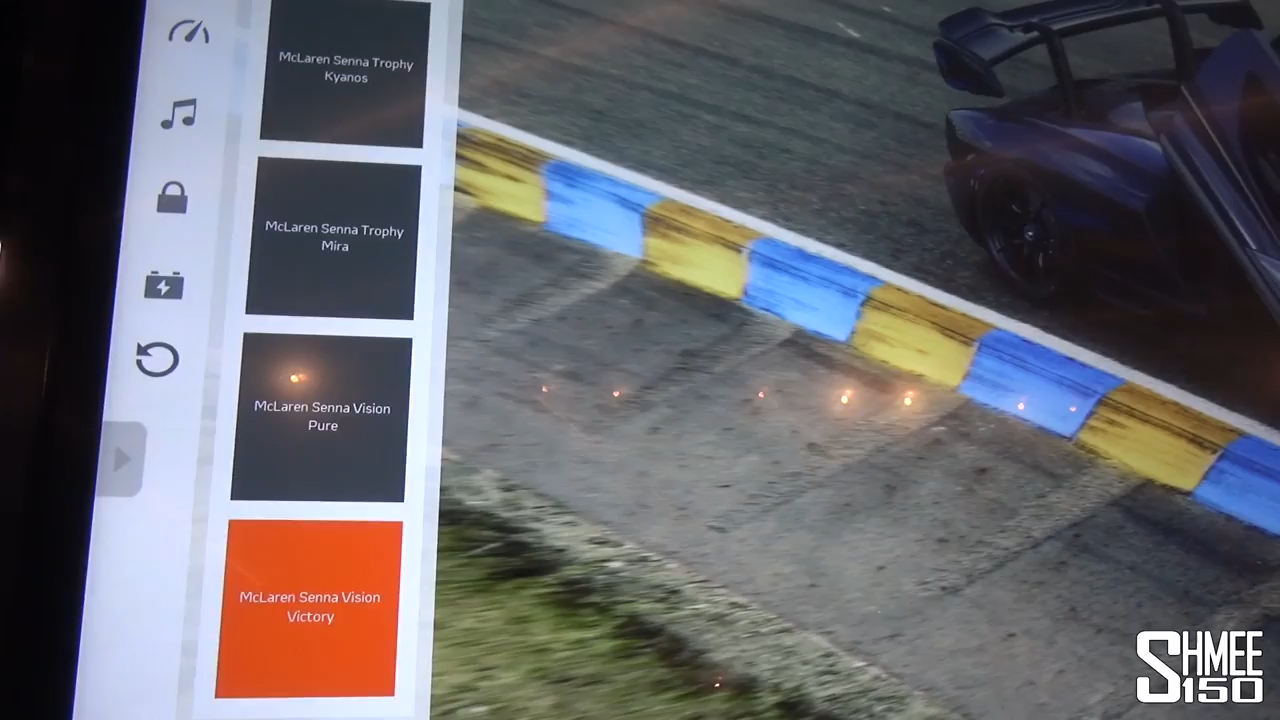 McLaren Senna Trophy
Kyanos
McLaren Senna Trophy
Mira
McLaren Senna Vision
Pure
McLaren Senna Vision
Victory
SHMEE
150